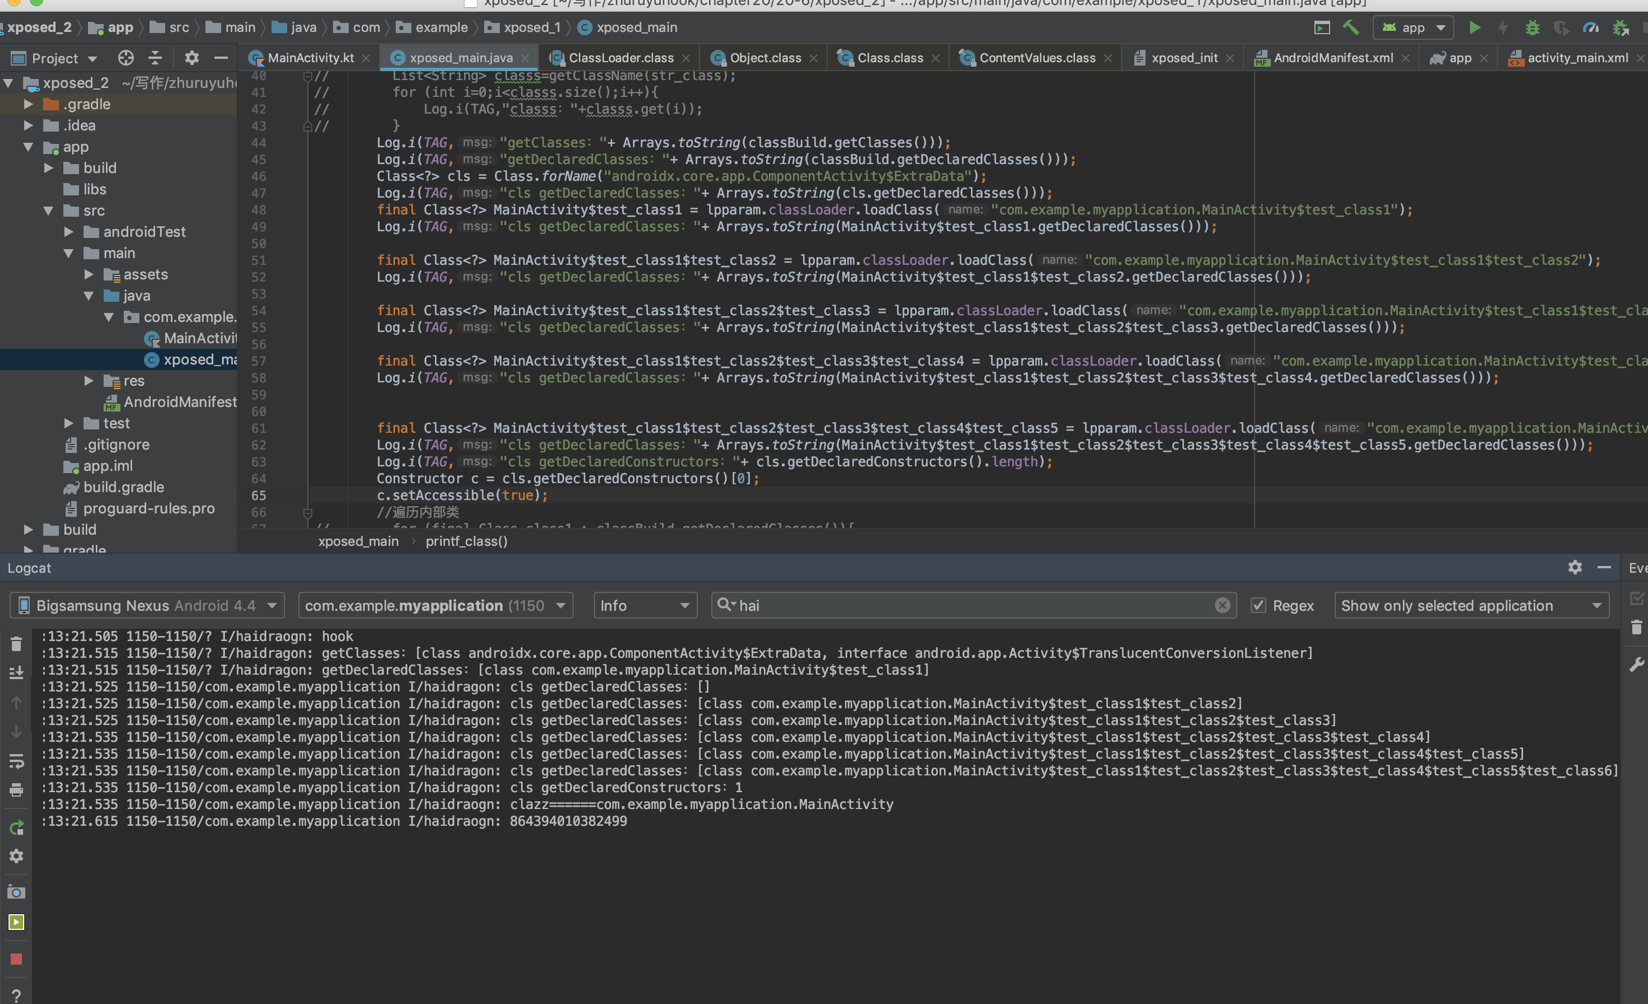 xposed_2 [~/写作/zhuruyuhook/chapter20/20-6/xposed_2] - .../app/src/main/java/com/example/xposed_1/xposed_main.java [app]
xposed_2 app src main java com example xposed_1 xposed_main
app
Project
MainActivity.kt xposed_main.java ClassLoader.class Object.class Class.class ContentValues.class xposed_init AndroidManifest.xml app activity_main.xml
xposed_2 ~/写作/zhuruyuho
.gradle
.idea
app
build
libs
src
androidTest
main
assets
java
com.example.
MainActivit
xposed_ma
res
AndroidManifest
test
.gitignore
app.iml
build.gradle
proguard-rules.pro
build
gradle
40 // List<String> classs=getClassName(str_class);
41 // for (int i=0;i<classs.size();i++){
42 // Log.i(TAG,"classs: "+classs.get(i));
43 // }
44 Log.i(TAG, msg: "getClasses: "+ Arrays.toString(classBuild.getClasses()));
45 Log.i(TAG, msg: "getDeclaredClasses: "+ Arrays.toString(classBuild.getDeclaredClasses()));
46 Class<?> cls = Class.forName("androidx.core.app.ComponentActivity$ExtraData");
47 Log.i(TAG, msg: "cls getDeclaredClasses: "+ Arrays.toString(cls.getDeclaredClasses()));
48 final Class<?> MainActivity$test_class1 = lpparam.classLoader.loadClass( name: "com.example.myapplication.MainActivity$test_class1");
49 Log.i(TAG, msg: "cls getDeclaredClasses: "+ Arrays.toString(MainActivity$test_class1.getDeclaredClasses()));
50
51 final Class<?> MainActivity$test_class1$test_class2 = lpparam.classLoader.loadClass( name: "com.example.myapplication.MainActivity$test_class1$test_class2");
52 Log.i(TAG, msg: "cls getDeclaredClasses: "+ Arrays.toString(MainActivity$test_class1$test_class2.getDeclaredClasses()));
53
54 final Class<?> MainActivity$test_class1$test_class2$test_class3 = lpparam.classLoader.loadClass( name: "com.example.myapplication.MainActivity$test_class1$test_cla
55 Log.i(TAG, msg: "cls getDeclaredClasses: "+ Arrays.toString(MainActivity$test_class1$test_class2$test_class3.getDeclaredClasses()));
56
57 final Class<?> MainActivity$test_class1$test_class2$test_class3$test_class4 = lpparam.classLoader.loadClass( name: "com.example.myapplication.MainActivity$test_cla
58 Log.i(TAG, msg: "cls getDeclaredClasses: "+ Arrays.toString(MainActivity$test_class1$test_class2$test_class3$test_class4.getDeclaredClasses()));
59
60
61 final Class<?> MainActivity$test_class1$test_class2$test_class3$test_class4$test_class5 = lpparam.classLoader.loadClass( name: "com.example.myapplication.MainActiv
62 Log.i(TAG, msg: "cls getDeclaredClasses: "+ Arrays.toString(MainActivity$test_class1$test_class2$test_class3$test_class4$test_class5.getDeclaredClasses()));
63 Log.i(TAG, msg: "cls getDeclaredConstructors: "+ cls.getDeclaredConstructors().length);
64 Constructor c = cls.getDeclaredConstructors()[0];
65 c.setAccessible(true);
66 //遍历内部类
67 // for (final Class class1 : classBuild.getDeclaredClasses()){
xposed_main › printf_class()
Logcat
Eve
Bigsamsung Nexus Android 4.4 com.example.myapplication (1150 Info hai Regex Show only selected application
:13:21.505 1150-1150/? I/haidraogn: hook
:13:21.515 1150-1150/? I/haidraogn: getClasses: [class androidx.core.app.ComponentActivity$ExtraData, interface android.app.Activity$TranslucentConversionListener]
:13:21.515 1150-1150/? I/haidraogn: getDeclaredClasses: [class com.example.myapplication.MainActivity$test_class1]
:13:21.525 1150-1150/com.example.myapplication I/haidraogn: cls getDeclaredClasses: []
:13:21.525 1150-1150/com.example.myapplication I/haidraogn: cls getDeclaredClasses: [class com.example.myapplication.MainActivity$test_class1$test_class2]
:13:21.525 1150-1150/com.example.myapplication I/haidraogn: cls getDeclaredClasses: [class com.example.myapplication.MainActivity$test_class1$test_class2$test_class3]
:13:21.535 1150-1150/com.example.myapplication I/haidraogn: cls getDeclaredClasses: [class com.example.myapplication.MainActivity$test_class1$test_class2$test_class3$test_class4]
:13:21.535 1150-1150/com.example.myapplication I/haidraogn: cls getDeclaredClasses: [class com.example.myapplication.MainActivity$test_class1$test_class2$test_class3$test_class4$test_class5]
:13:21.535 1150-1150/com.example.myapplication I/haidraogn: cls getDeclaredClasses: [class com.example.myapplication.MainActivity$test_class1$test_class2$test_class3$test_class4$test_class5$test_class6]
:13:21.535 1150-1150/com.example.myapplication I/haidraogn: cls getDeclaredConstructors: 1
:13:21.535 1150-1150/com.example.myapplication I/haidraogn: clazz======com.example.myapplication.MainActivity
:13:21.615 1150-1150/com.example.myapplication I/haidraogn: 864394010382499